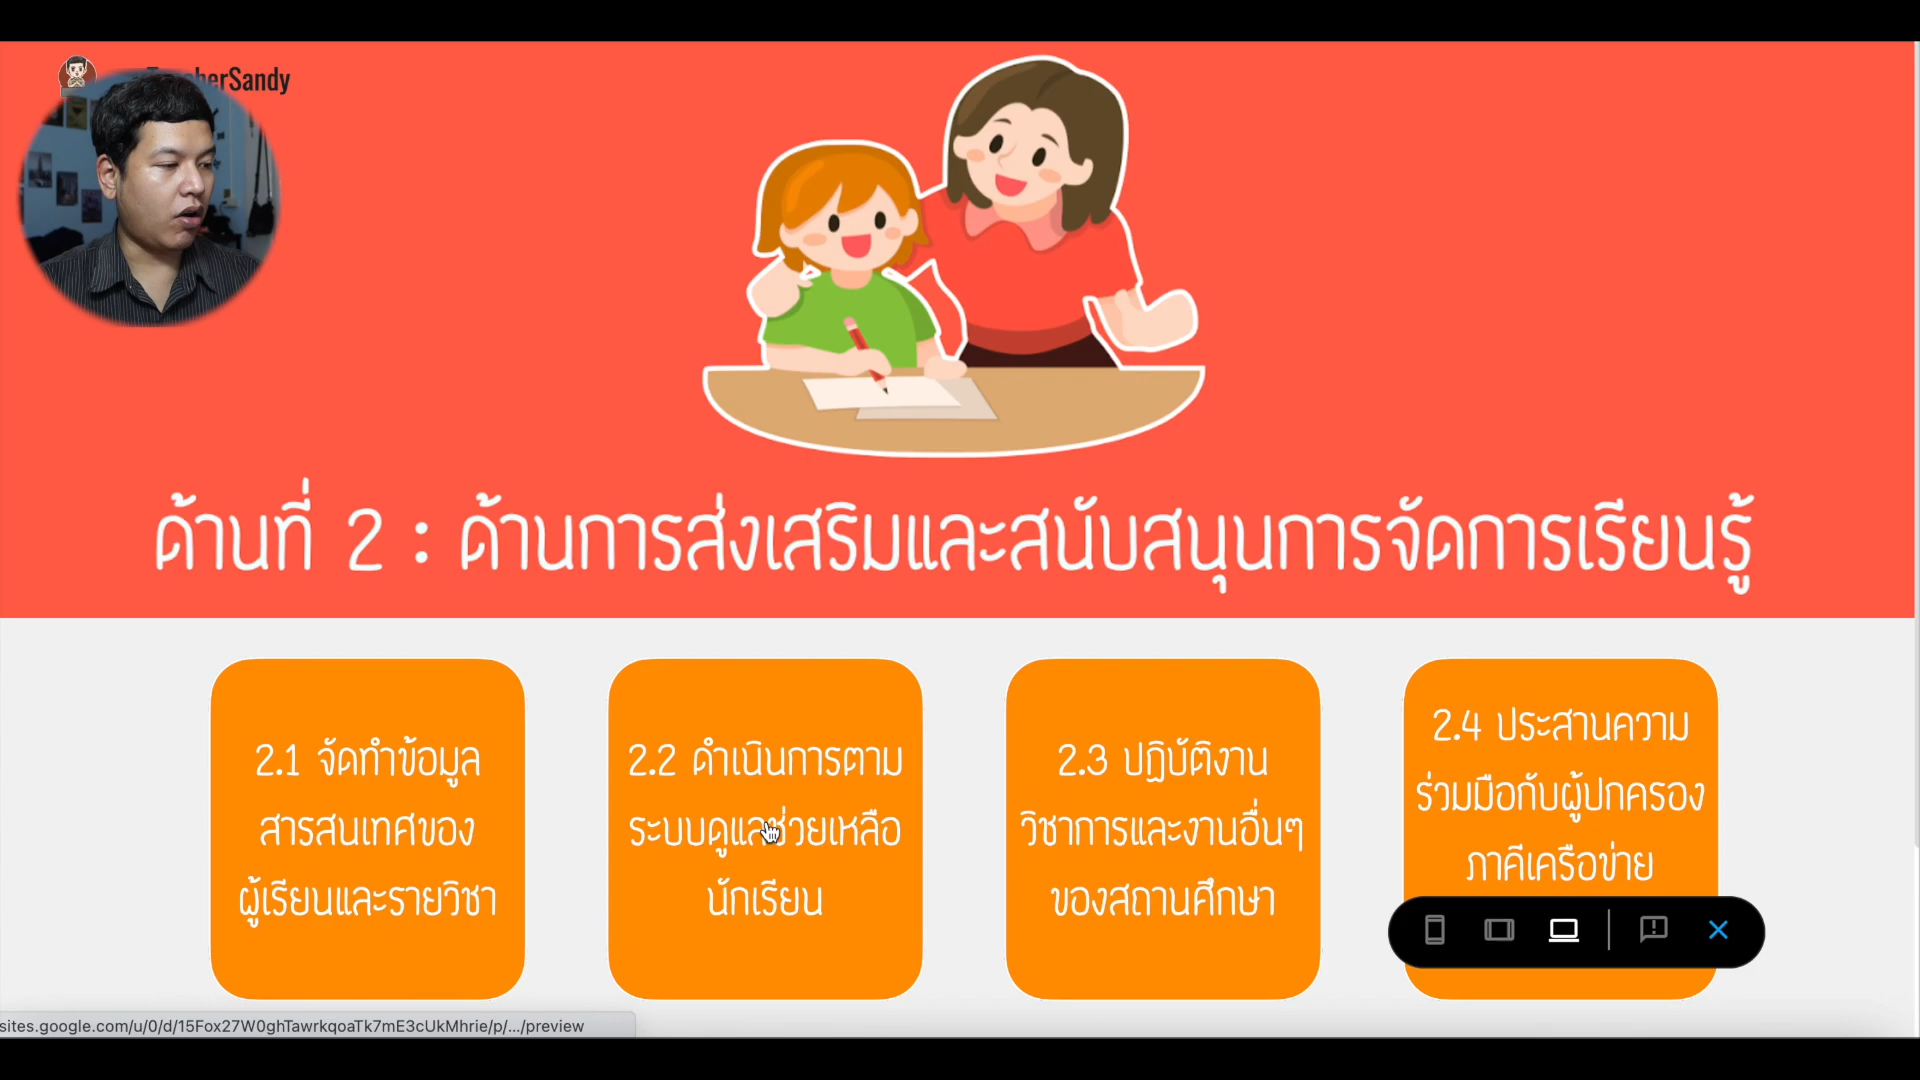 TeacherSandy
ด้านที่ 2 : ด้านการส่งเสริมและสนับสนุนการจัดการเรียนรู้
2.1 จัดทำข้อมูล
สารสนเทศของ
ผู้เรียนและรายวิชา
2.2 ดำเนินการตาม
ระบบดูแลช่วยเหลือ
นักเรียน
2.3 ปฏิบัติงาน
วิชาการและงานอื่นๆ
ของสถานศึกษา
2.4 ประสานความ
ร่วมมือกับผู้ปกครอง
ภาคีเครือข่าย
sites.google.com/u/0/d/15Fox27W0ghTawrkqoaTk7mE3cUkMhrie/p/.../preview